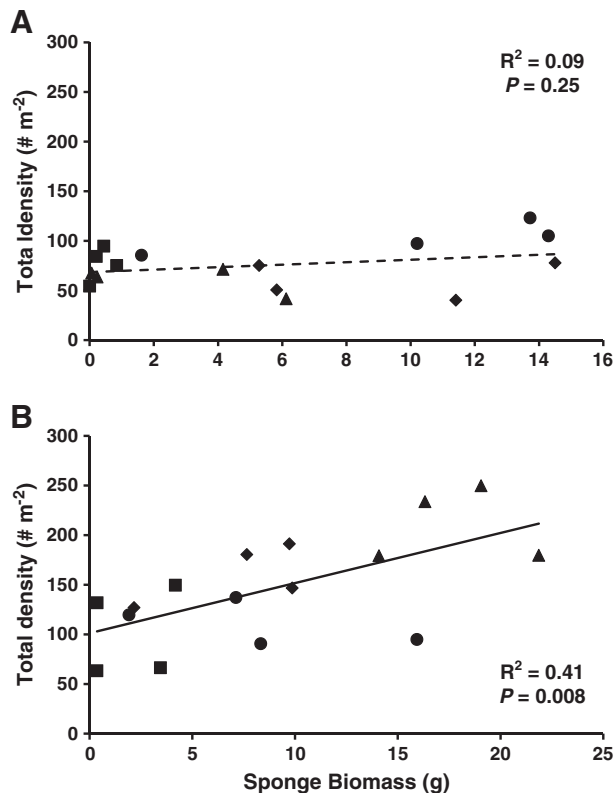 A
300
250
200
150
100
50
0
Tota ldensity (# m-2)
R2 = 0.09
P = 0.25
0 2 4 6 8 10 12 14 16
B
300
250
200
150
100
50
0
Total density (# m-2)
R2 = 0.41
P = 0.008
0 5 10 15 20 25
Sponge Biomass (g)